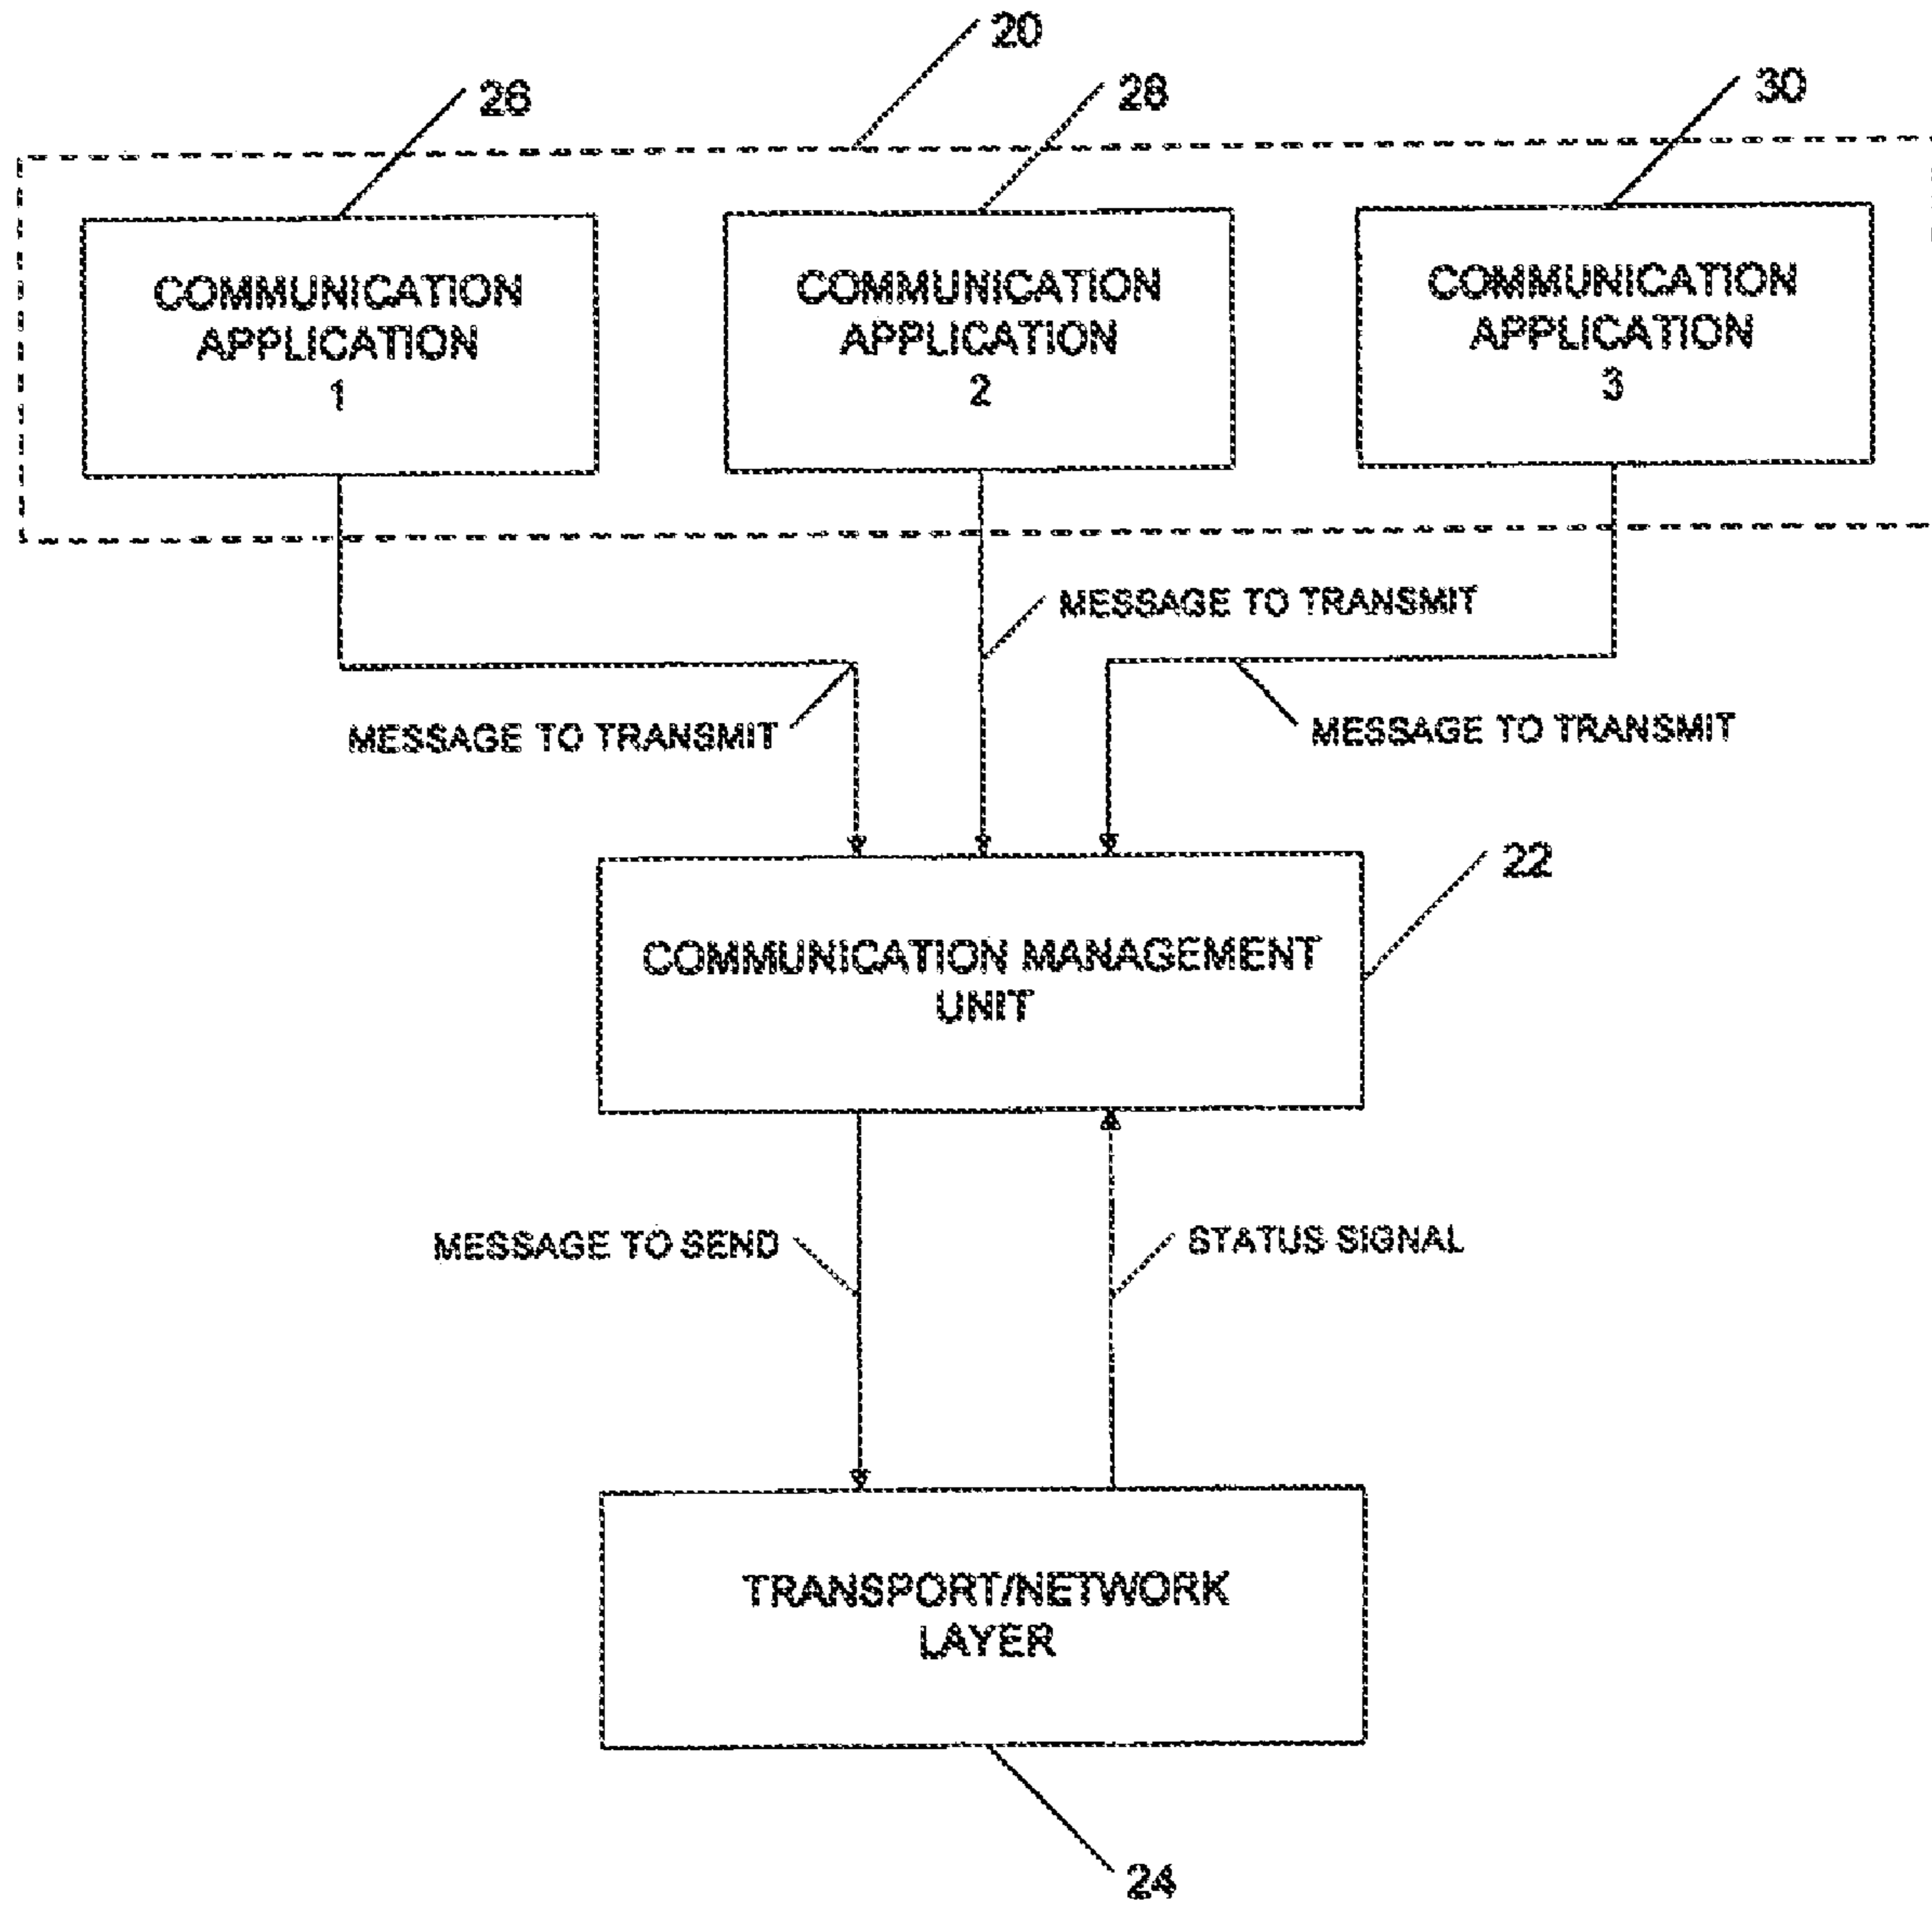 20
26
28
30
COMMUNICATION
APPLICATION
1
COMMUNICATION
APPLICATION
2
COMMUNICATION
APPLICATION
3
MESSAGE TO TRANSMIT
MESSAGE TO TRANSMIT
MESSAGE TO TRANSMIT
22
COMMUNICATION MANAGEMENT
UNIT
MESSAGE TO SEND
STATUS SIGNAL
TRANSPORT/NETWORK
LAYER
24